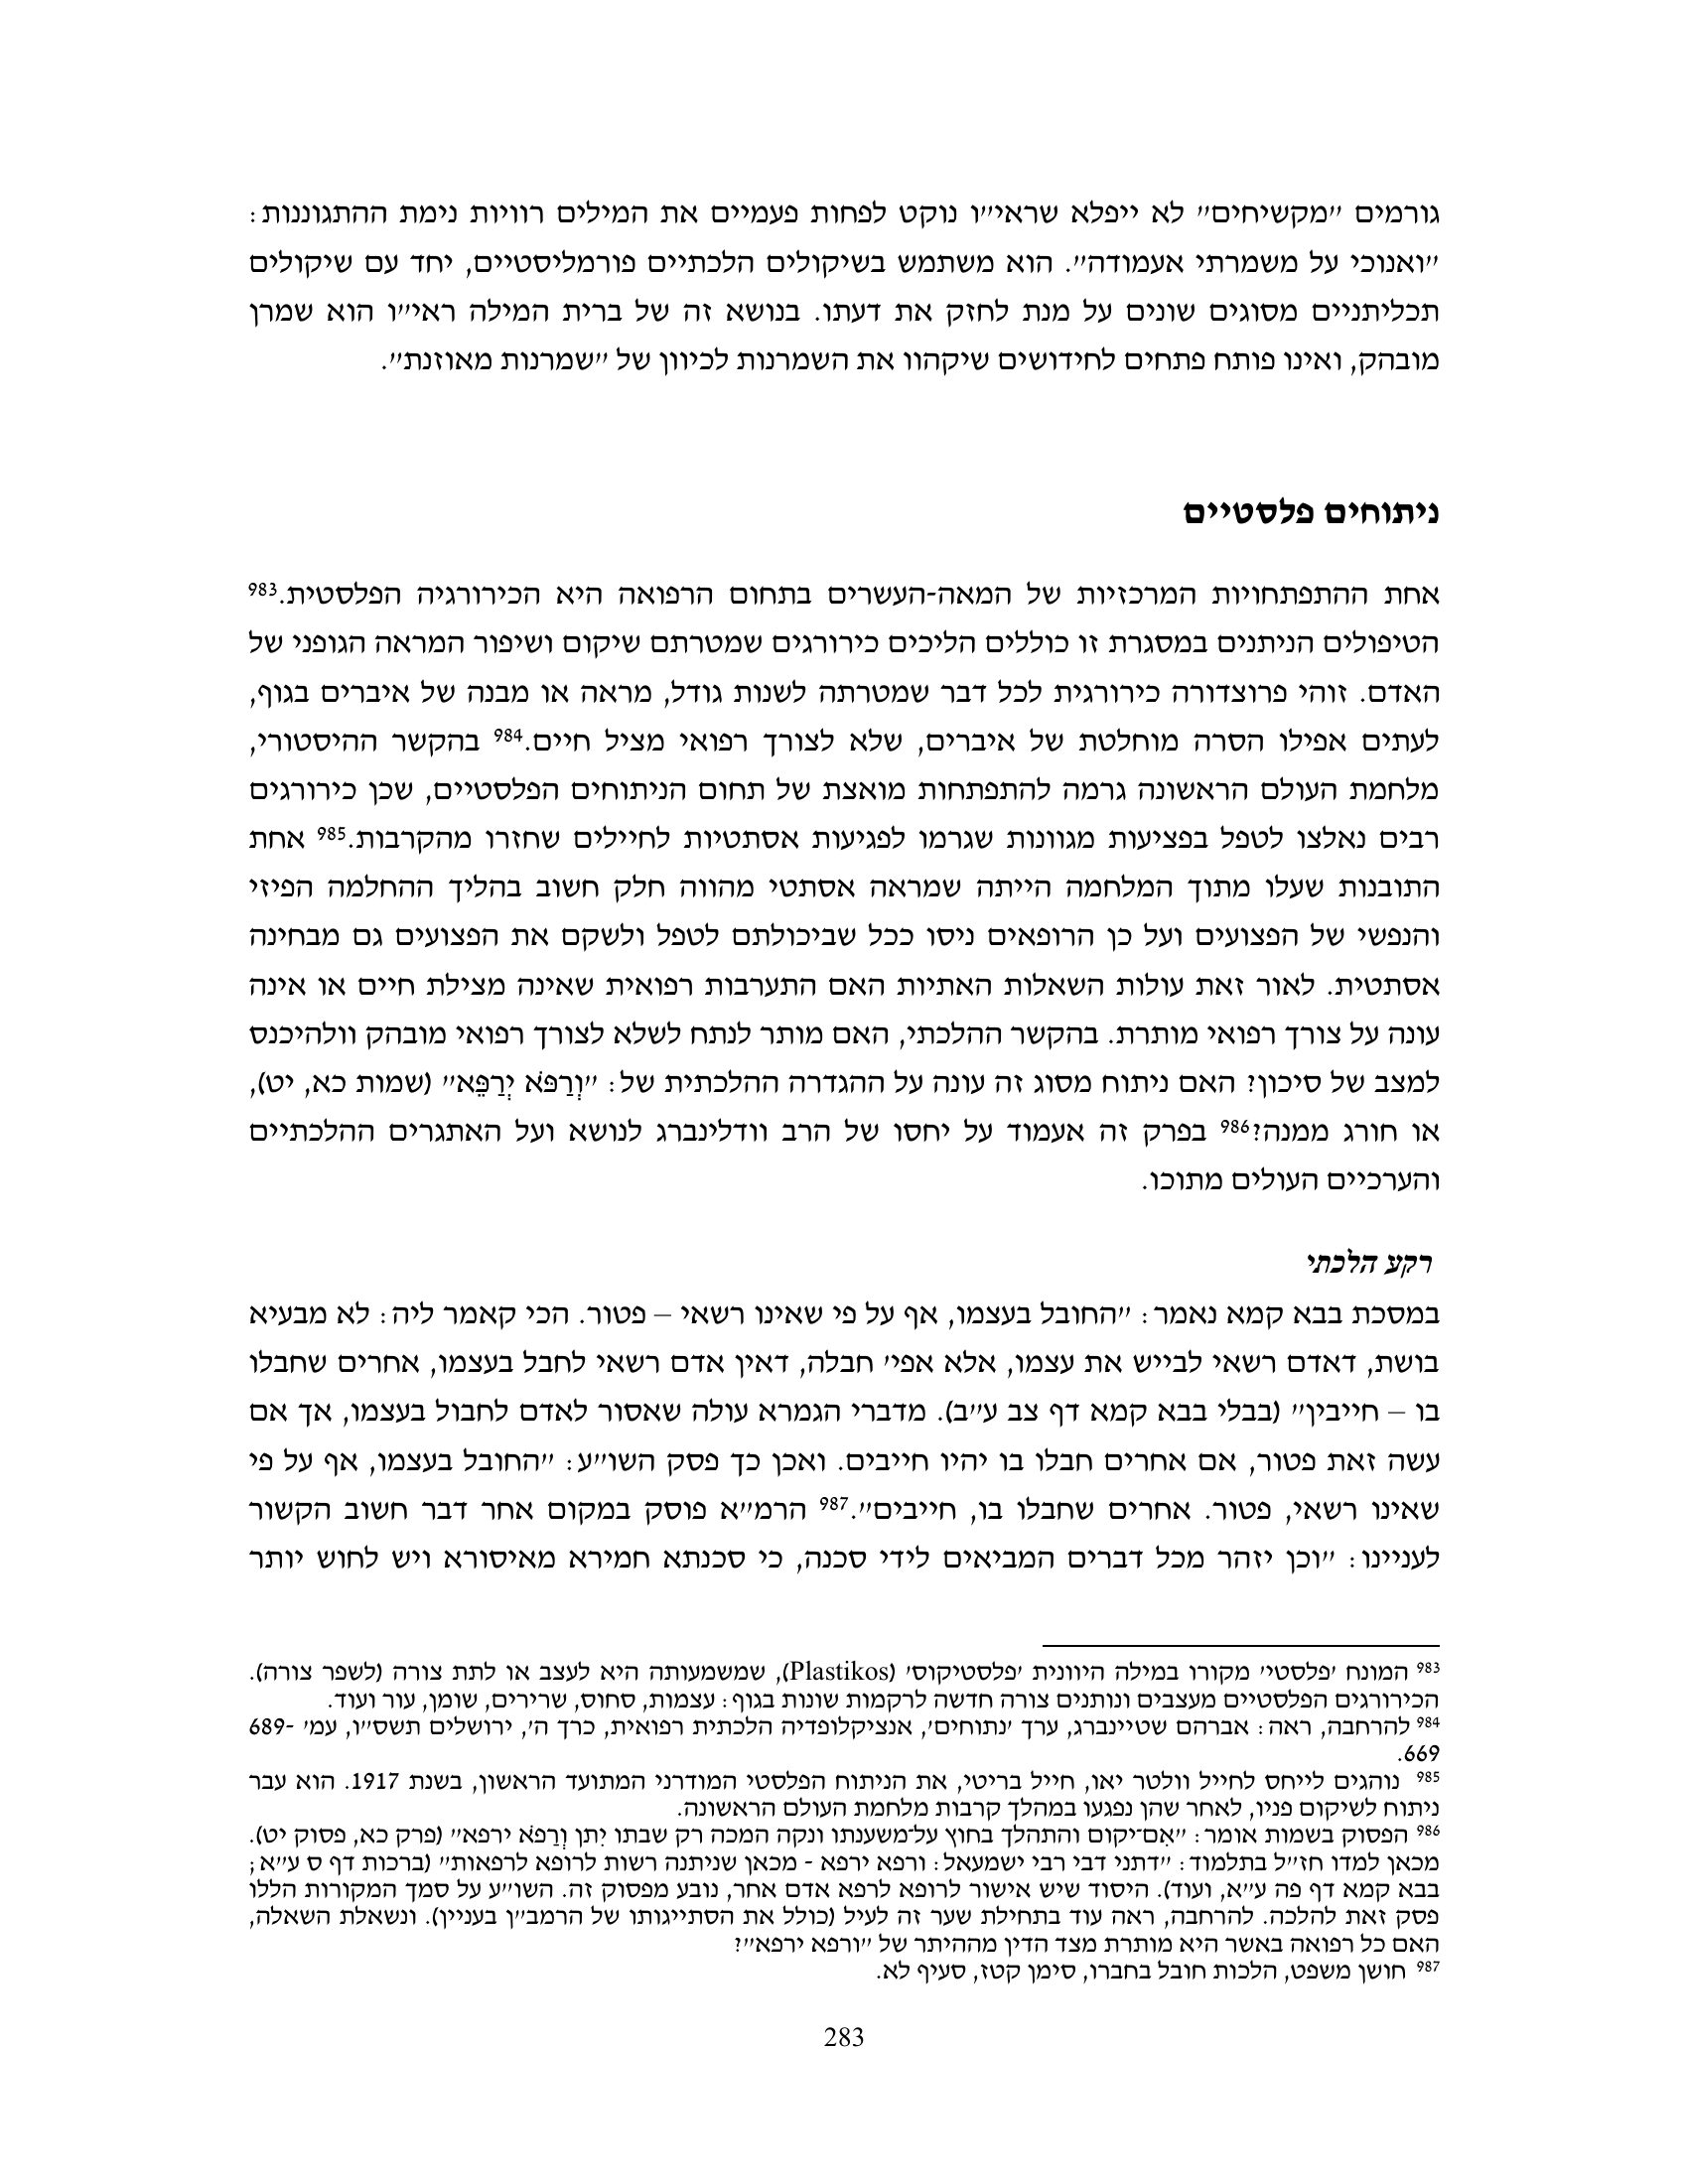 גורמים "מקשיחים" לא ייפלא שראי"ו נוקט לפחות פעמיים את המילים רוויות נימת ההתגוננות:
"ואנוכי על משמרתי אעמודה". הוא משתמש בשיקולים הלכתיים פורמליסטיים, יחד עם שיקולים
תכליתניים מסוגים שונים על מנת לחזק את דעתו. בנושא זה של ברית המילה ראי"ו הוא שמרן
מובהק, ואינו פותח פתחים לחידושים שיקהוו את השמרנות לכיוון של "שמרנות מאוזנת".
ניתוחים פלסטיים
אחת ההתפתחויות המרכזיות של המאה-העשרים בתחום הרפואה היא הכירורגיה הפלסטית.983
הטיפולים הניתנים במסגרת זו כוללים הליכים כירורגים שמטרתם שיקום ושיפור המראה הגופני של
האדם. זוהי פרוצדורה כירורגית לכל דבר שמטרתה לשנות גודל, מראה או מבנה של איברים בגוף,
לעתים אפילו הסרה מוחלטת של איברים, שלא לצורך רפואי מציל חיים.984 בהקשר ההיסטורי,
מלחמת העולם הראשונה גרמה להתפתחות מואצת של תחום הניתוחים הפלסטיים, שכן כירורגים
רבים נאלצו לטפל בפציעות מגוונות שגרמו לפגיעות אסתטיות לחיילים שחזרו מהקרבות.985 אחת
התובנות שעלו מתוך המלחמה הייתה שמראה אסתטי מהווה חלק חשוב בהליך ההחלמה הפיזי
והנפשי של הפצועים ועל כן הרופאים ניסו ככל שביכולתם לטפל ולשקם את הפצועים גם מבחינה
אסתטית. לאור זאת עולות השאלות האתיות האם התערבות רפואית שאינה מצילת חיים או אינה
עונה על צורך רפואי מותרת. בהקשר ההלכתי, האם מותר לנתח לשלא לצורך רפואי מובהק וולהיכנס
למצב של סיכון? האם ניתוח מסוג זה עונה על ההגדרה ההלכתית של: "וְרַפֹּא יְרַפֵּא" (שמות כא, יט),
או חורג ממנה?986 בפרק זה אעמוד על יחסו של הרב וולדינברג לנושא ועל האתגרים ההלכתיים
והערכיים העולים מתוכו.
רקע הלכתי
במסכת בבא קמא נאמר: "החובל בעצמו, אף על פי שאינו רשאי – פטור. הכי קאמר ליה: לא מבעיא
בושת, דאדם רשאי לבייש את עצמו, אלא אפי' חבלה, דאין אדם רשאי לחבל בעצמו, אחרים שחבלו
בו – חייבין" (בבלי בבא קמא דף צב ע"ב). מדברי הגמרא עולה שאסור לאדם לחבול בעצמו, אך אם
עשה זאת פטור, אם אחרים חבלו בו יהיו חייבים. ואכן כך פסק השו"ע: "החובל בעצמו, אף על פי
שאינו רשאי, פטור. אחרים שחבלו בו, חייבים".987 הרמ"א פוסק במקום אחר דבר חשוב הקשור
לעניינו: "וכן יזהר מכל דברים המביאים לידי סכנה, כי סכנתא חמירא מאיסורא ויש לחוש יותר
983 המונח 'פלסטי' מקורו במילה היוונית 'פלסטיקוס' (Plastikos), שמשמעותה היא לעצב או לתת צורה (לשפר צורה).
הכירורגים הפלסטיים מעצבים ונותנים צורה חדשה לרקמות שונות בגוף: עצמות, סחוס, שרירים, שומן, עור ועוד.
984 להרחבה, ראה: אברהם שטיינברג, ערך 'נתוחים', אנציקלופדיה הלכתית רפואית, כרך ה', ירושלים תשס"ו, עמ' 689-
669.
985 נוהגים לייחס לחייל וולטר יאו, חייל בריטי, את הניתוח הפלסטי המודרני המתועד הראשון, בשנת 1917. הוא עבר
ניתוח לשיקום פניו, לאחר שהן נפגעו במהלך קרבות מלחמת העולם הראשונה.
986 הפסוק בשמות אומר: "אִם־יקום והתהלך בחוץ על־משענתו ונקה המכה רק שבתו יִתן וְרַפֹא ירפא" (פרק כא, פסוק יט).
מכאן למדו חז"ל בתלמוד: "דתני דבי רבי ישמעאל: ורפא ירפא - מכאן שניתנה רשות לרופא לרפאות" (ברכות דף ס ע"א;
בבא קמא דף פה ע"א, ועוד). היסוד שיש אישור לרופא לרפא אדם אחר, נובע מפסוק זה. השו"ע על סמך המקורות הללו
פסק זאת להלכה. להרחבה, ראה עוד בתחילת שער זה לעיל (כולל את הסתייגותו של הרמב"ן בעניין). ונשאלת השאלה,
האם כל רפואה באשר היא מותרת מצד הדין מההיתר של "ורפא ירפא"?
987 חושן משפט, הלכות חובל בחברו, סימן קטז, סעיף לא.
283